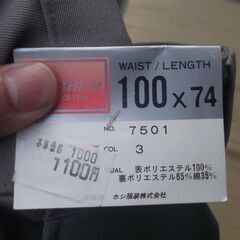 WAIST/LENGTH
100 x 74
NO. 7501
COL. 3
本体価格 1000
1100円
QUAL 表ポリエステル100%
裏ポリエステル65%綿35%
ホシ服装株式会社